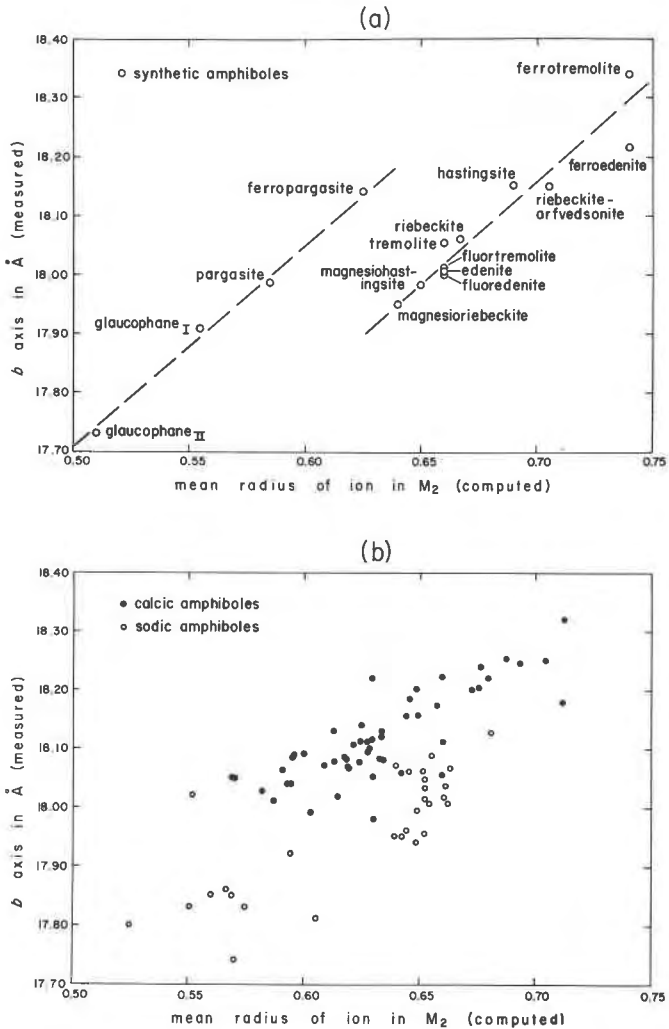 (a)
18.40
18.30
18.20
18.10
18.00
17.90
17.80
17.70
b axis in Å (measured)
synthetic amphiboles
ferrotremolite
ferroedenite
hastingsite
riebeckite-
arfvedsonite
ferropargasite
riebeckite
tremolite
fluortremolite
edenite
fluoredenite
pargasite
magnesiohast-
ingsite
magnesioriebeckite
glaucophane I
glaucophane II
0.50
0.55
0.60
0.65
0.70
0.75
mean radius of ion in M2 (computed)
(b)
18.40
18.30
18.20
18.10
18.00
17.90
17.80
17.70
b axis in Å (measured)
calcic amphiboles
sodic amphiboles
0.50
0.55
0.60
0.65
0.70
0.75
mean radius of ion in M2 (computed)